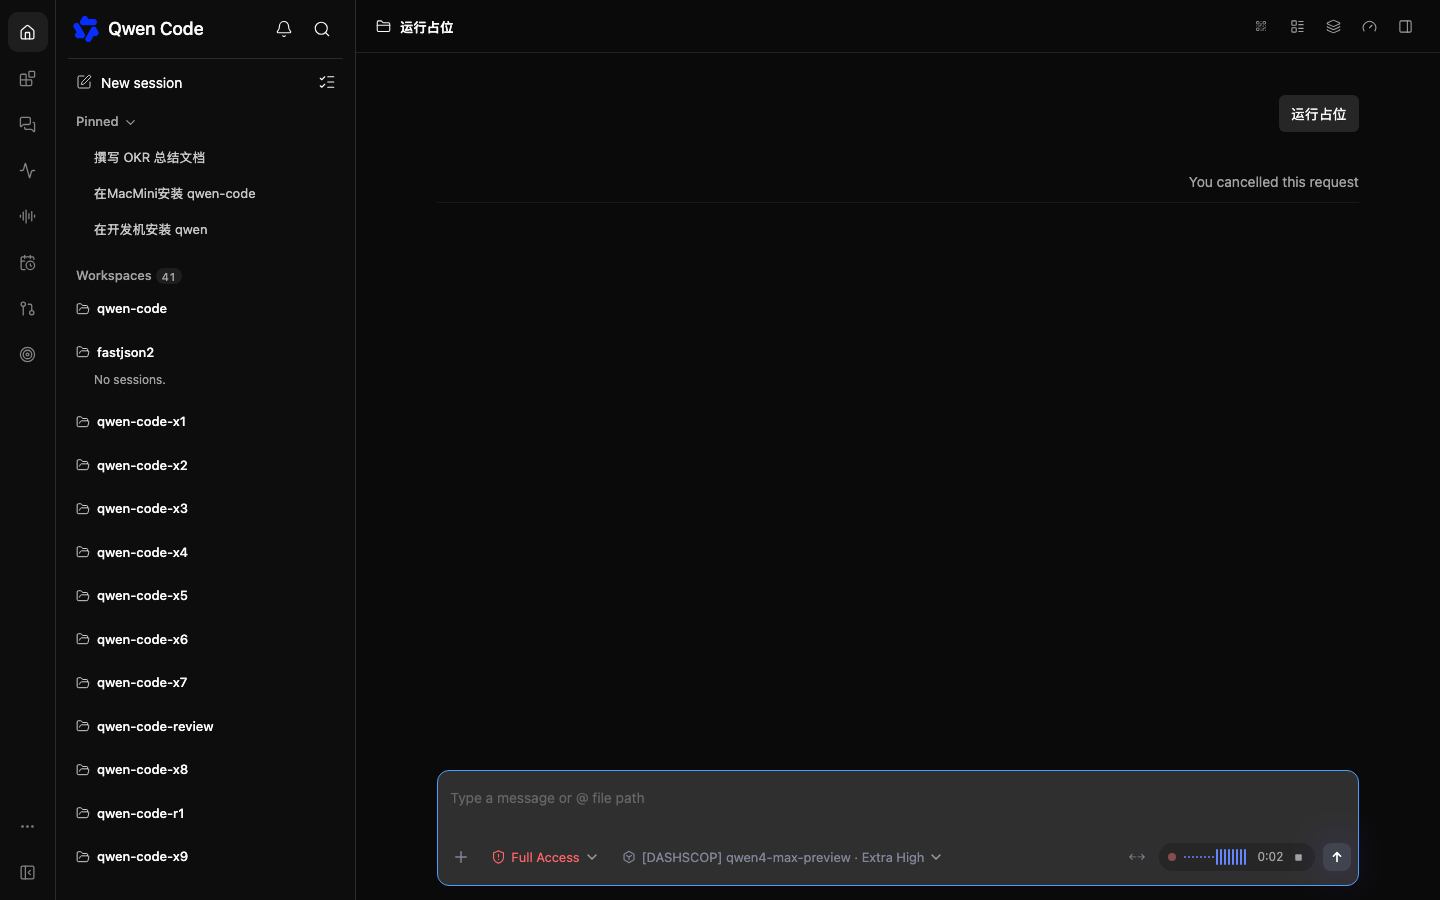 Qwen Code
New session
Pinned
撰写 OKR 总结文档
在MacMini安装 qwen-code
在开发机安装 qwen
Workspaces 41
qwen-code
fastjson2
No sessions.
qwen-code-x1
qwen-code-x2
qwen-code-x3
qwen-code-x4
qwen-code-x5
qwen-code-x6
qwen-code-x7
qwen-code-review
qwen-code-x8
qwen-code-r1
qwen-code-x9
运行占位
运行占位
You cancelled this request
Type a message or @ file path
Full Access
[DASHSCOP] qwen4-max-preview · Extra High
0:02